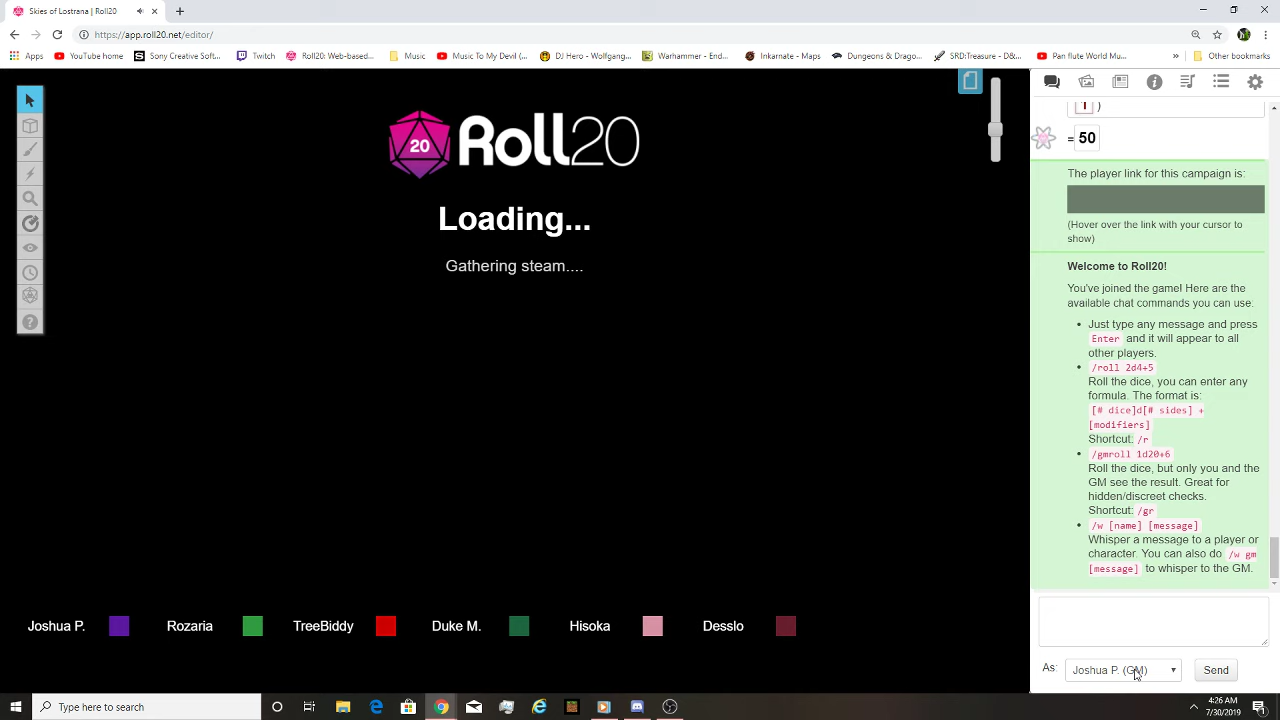 Skies of Lostana | Roll20
https://app.roll20.net/editor/
Apps YouTube home Sony Creative Soft... Twitch Roll20: Web-based... Music Music To My (Devil... DJ Hero - Wolfgang... Warhammer - End... Inkarnate - Maps Dungeons & Drago... SRD:Treasure - D&... Pan flute World Mu... » Other bookmarks
20 Roll20
Loading...
Gathering steam....
1 )
= 50
The player link for this campaign is:
(Hover over the link with your cursor to
show)
Welcome to Roll20!
You've joined the game! Here are the
available chat commands you can use:
• Just type any message and press
Enter and it will appear to all
other players.
• /roll 2d4+5
Roll the dice, you can enter any
formula. The format is:
[# dice]d[# sides] +
[modifiers]
Shortcut: /r
• /gmroll 1d20+6
Roll the dice, but only you and the
GM see the result. Great for
hidden/discreet checks.
Shortcut: /gr
• /w [name] [message]
Whisper a message to a player or
character. You can also do /w gm
[message] to whisper to the GM.
Joshua P. Rozaria TreeBiddy Duke M. Hisoka Desslo
As: Joshua P. (GM) Send
Type here to search
4:26 AM
7/30/2019